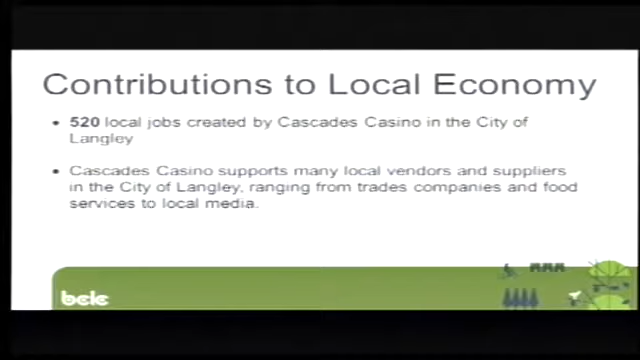 Contributions to Local Economy
• 520 local jobs created by Cascades Casino in the City of
Langley
• Cascades Casino supports many local vendors and suppliers
in the City of Langley, ranging from trades companies and food
services to local media.
bclc